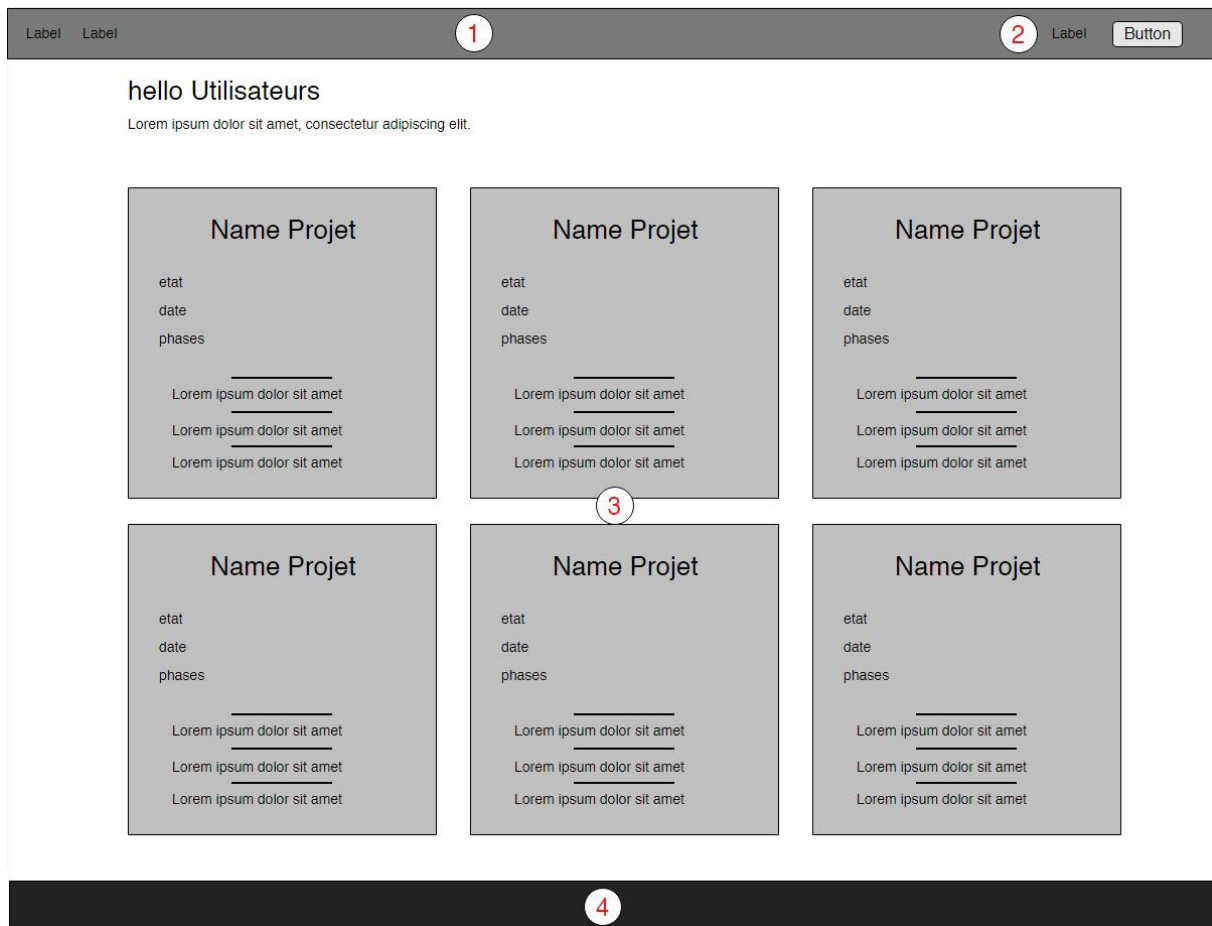 Label Label 1 2 Label Button
hello Utilisateurs
Lorem ipsum dolor sit amet, consectetur adipiscing elit.
Name Projet
etat
date
phases
Lorem ipsum dolor sit amet
Lorem ipsum dolor sit amet
Lorem ipsum dolor sit amet
Name Projet
etat
date
phases
Lorem ipsum dolor sit amet
Lorem ipsum dolor sit amet
Lorem ipsum dolor sit amet
Name Projet
etat
date
phases
Lorem ipsum dolor sit amet
Lorem ipsum dolor sit amet
Lorem ipsum dolor sit amet
3
Name Projet
etat
date
phases
Lorem ipsum dolor sit amet
Lorem ipsum dolor sit amet
Lorem ipsum dolor sit amet
Name Projet
etat
date
phases
Lorem ipsum dolor sit amet
Lorem ipsum dolor sit amet
Lorem ipsum dolor sit amet
Name Projet
etat
date
phases
Lorem ipsum dolor sit amet
Lorem ipsum dolor sit amet
Lorem ipsum dolor sit amet
4